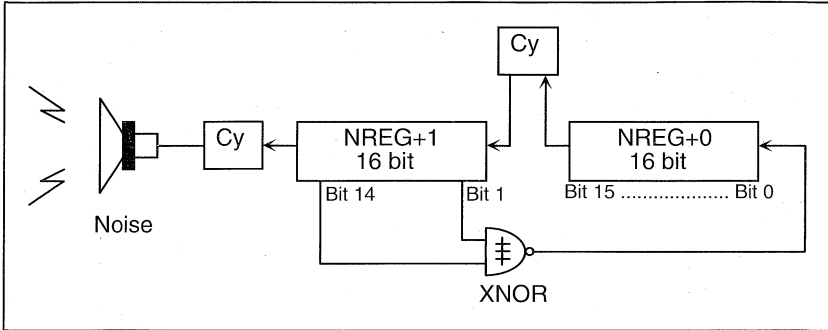 Cy
Cy
NREG+1
16 bit
NREG+0
16 bit
Bit 14
Bit 1
Bit 15 .................... Bit 0
Noise
XNOR